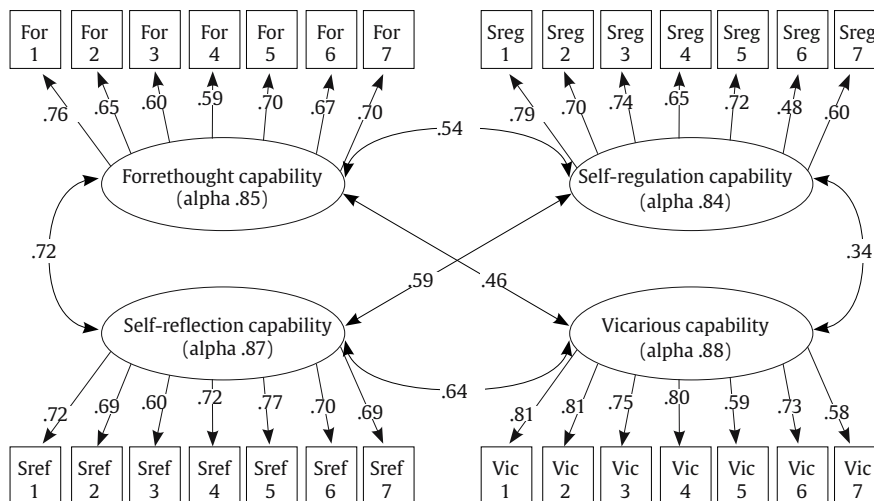 For 1
For 2
For 3
For 4
For 5
For 6
For 7
Sreg 1
Sreg 2
Sreg 3
Sreg 4
Sreg 5
Sreg 6
Sreg 7
.76
.65
.60
.59
.70
.67
.70
.79
.70
.74
.65
.72
.48
.60
.54
Forrethought capability
(alpha .85)
Self-regulation capability
(alpha .84)
.72
.59
.46
.34
Self-reflection capability
(alpha .87)
Vicarious capability
(alpha .88)
.64
.72
.69
.60
.72
.77
.70
.69
.81
.81
.75
.80
.59
.73
.58
Sref 1
Sref 2
Sref 3
Sref 4
Sref 5
Sref 6
Sref 7
Vic 1
Vic 2
Vic 3
Vic 4
Vic 5
Vic 6
Vic 7